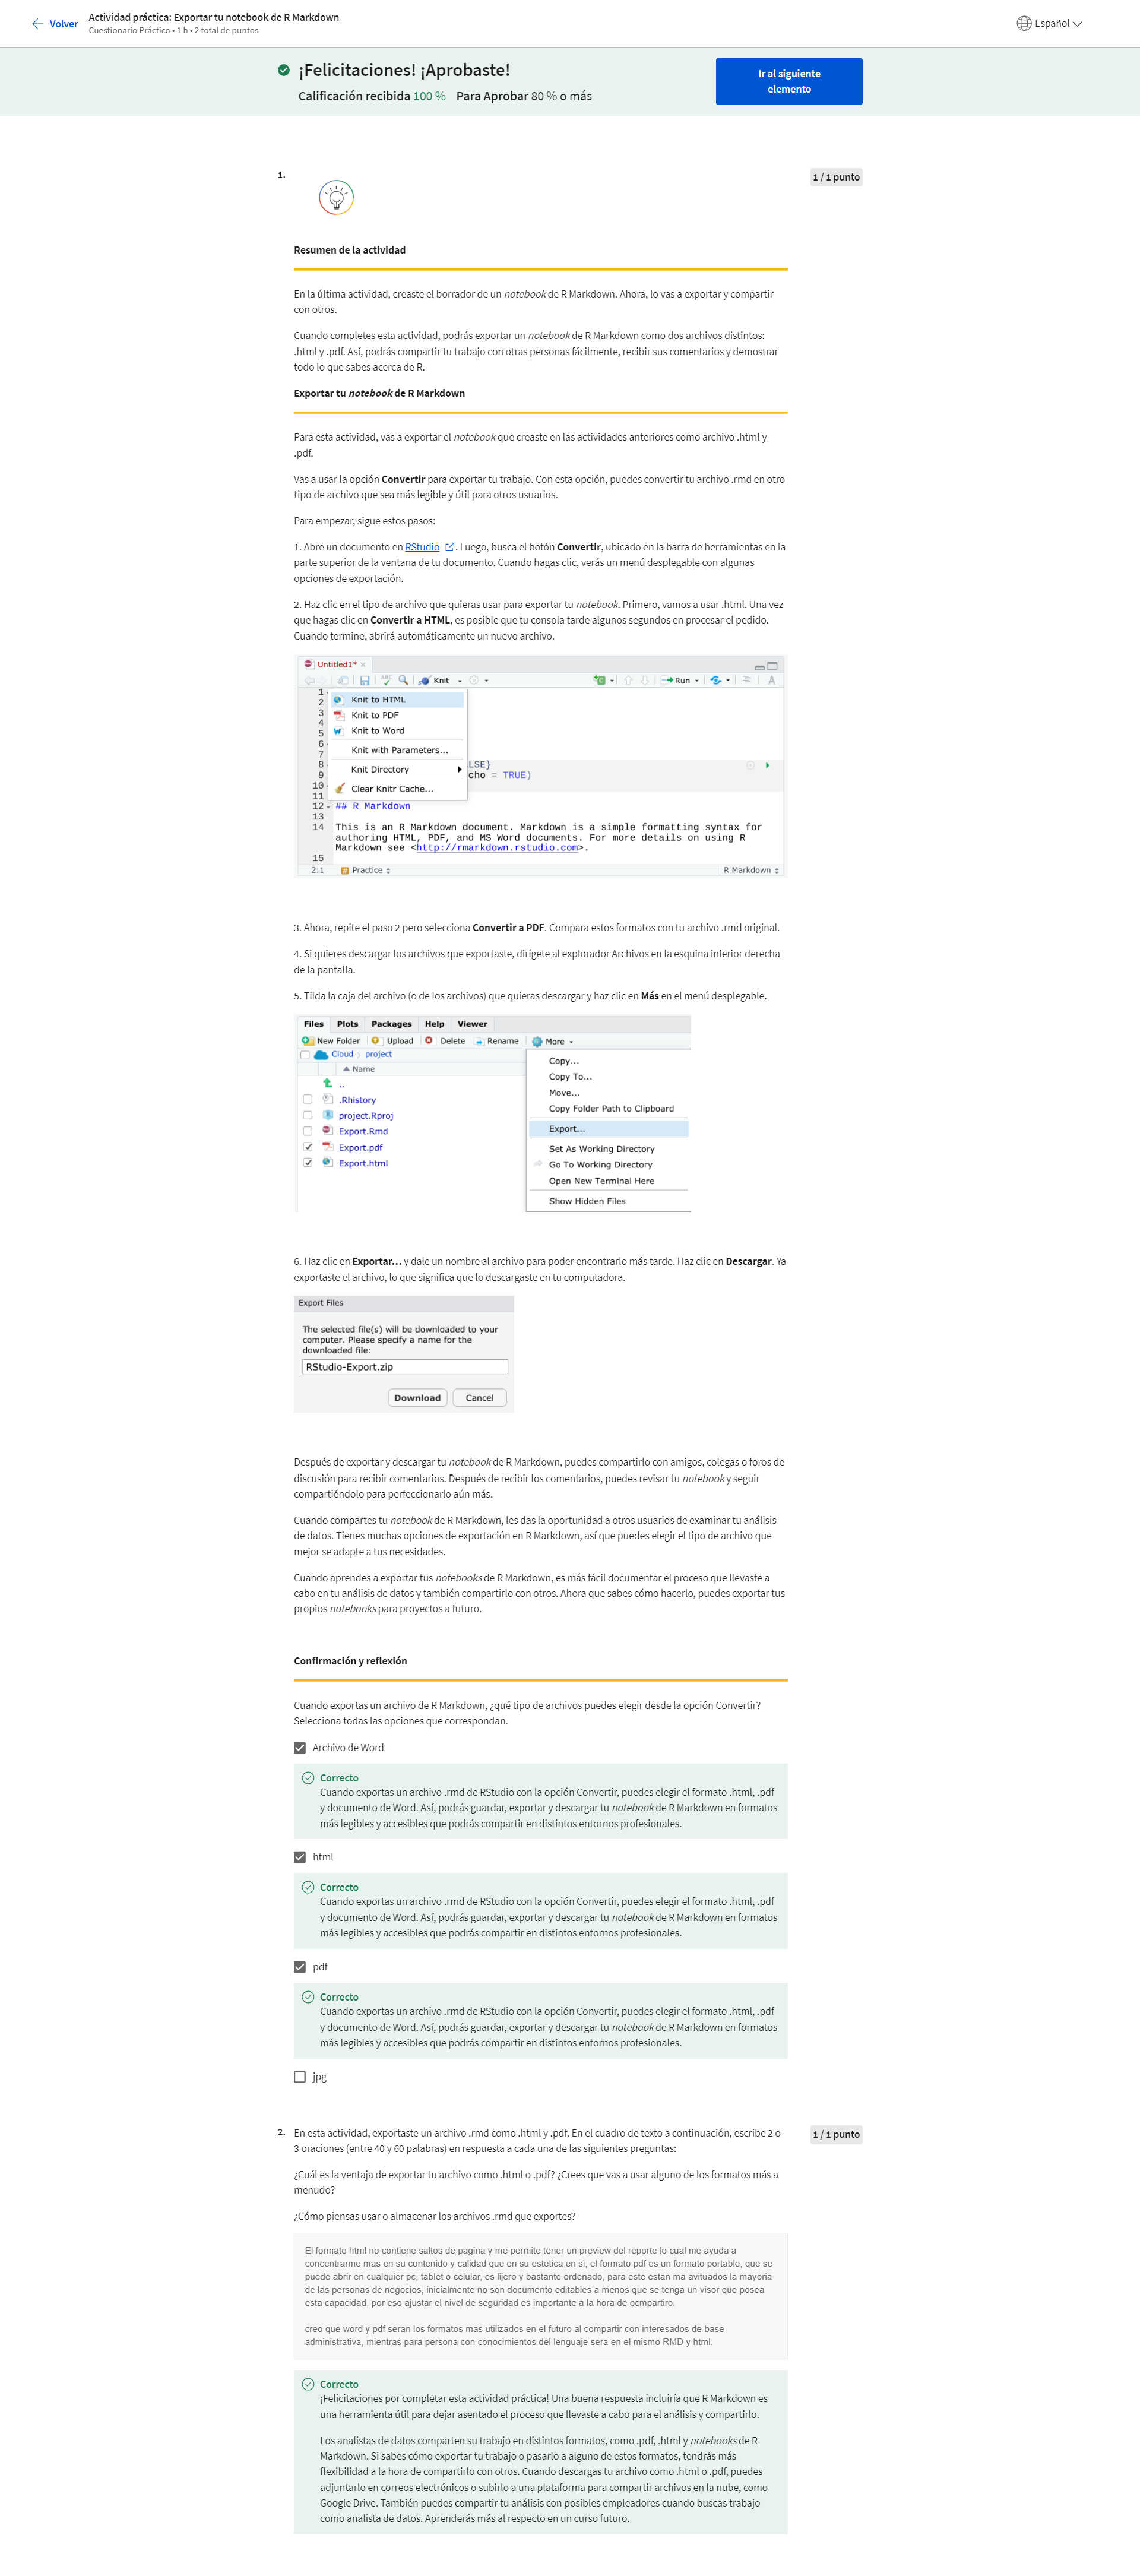 Volver
Actividad práctica: Exportar tu notebook de R Markdown
Cuestionario Práctico • 1 h • 2 total de puntos
Español
¡Felicitaciones! ¡Aprobaste!
Calificación recibida 100 % Para Aprobar 80 % o más
Ir al siguiente
elemento
1.
1 / 1 punto
Resumen de la actividad
En la última actividad, creaste el borrador de un notebook de R Markdown. Ahora, lo vas a exportar y compartir
con otros.
Cuando completes esta actividad, podrás exportar un notebook de R Markdown como dos archivos distintos:
.html y .pdf. Así, podrás compartir tu trabajo con otras personas fácilmente, recibir sus comentarios y demostrar
todo lo que sabes acerca de R.
Exportar tu notebook de R Markdown
Para esta actividad, vas a exportar el notebook que creaste en las actividades anteriores como archivo .html y
.pdf.
Vas a usar la opción Convertir para exportar tu trabajo. Con esta opción, puedes convertir tu archivo .rmd en otro
tipo de archivo que sea más legible y útil para otros usuarios.
Para empezar, sigue estos pasos:
1. Abre un documento en RStudio . Luego, busca el botón Convertir, ubicado en la barra de herramientas en la
parte superior de la ventana de tu documento. Cuando hagas clic, verás un menú desplegable con algunas
opciones de exportación.
2. Haz clic en el tipo de archivo que quieras usar para exportar tu notebook. Primero, vamos a usar .html. Una vez
que hagas clic en Convertir a HTML, es posible que tu consola tarde algunos segundos en procesar el pedido.
Cuando termine, abrirá automáticamente un nuevo archivo.
Untitled1*
ABC Knit Run
1
2
3
4
5
6
7
8
9
10
11
12
13
14
15
Knit to HTML
Knit to PDF
Knit to Word
Knit with Parameters...
Knit Directory
Clear Knitr Cache...
LSE}
cho = TRUE)
## R Markdown
This is an R Markdown document. Markdown is a simple formatting syntax for
authoring HTML, PDF, and MS Word documents. For more details on using R
Markdown see <http://rmarkdown.rstudio.com>.
2:1 Practice R Markdown
3. Ahora, repite el paso 2 pero selecciona Convertir a PDF. Compara estos formatos con tu archivo .rmd original.
4. Si quieres descargar los archivos que exportaste, dirígete al explorador Archivos en la esquina inferior derecha
de la pantalla.
5. Tilda la caja del archivo (o de los archivos) que quieras descargar y haz clic en Más en el menú desplegable.
Files Plots Packages Help Viewer
New Folder Upload Delete Rename More
Cloud project
Name
..
.Rhistory
project.Rproj
Export.Rmd
Export.pdf
Export.html
Copy...
Copy To...
Move...
Copy Folder Path to Clipboard
Export...
Set As Working Directory
Go To Working Directory
Open New Terminal Here
Show Hidden Files
6. Haz clic en Exportar... y dale un nombre al archivo para poder encontrarlo más tarde. Haz clic en Descargar. Ya
exportaste el archivo, lo que significa que lo descargaste en tu computadora.
Export Files
The selected file(s) will be downloaded to your
computer. Please specify a name for the
downloaded file:
RStudio-Export.zip
Download Cancel
Después de exportar y descargar tu notebook de R Markdown, puedes compartirlo con amigos, colegas o foros de
discusión para recibir comentarios. Después de recibir los comentarios, puedes revisar tu notebook y seguir
compartiéndolo para perfeccionarlo aún más.
Cuando compartes tu notebook de R Markdown, les das la oportunidad a otros usuarios de examinar tu análisis
de datos. Tienes muchas opciones de exportación en R Markdown, así que puedes elegir el tipo de archivo que
mejor se adapte a tus necesidades.
Cuando aprendes a exportar tus notebooks de R Markdown, es más fácil documentar el proceso que llevaste a
cabo en tu análisis de datos y también compartirlo con otros. Ahora que sabes cómo hacerlo, puedes exportar tus
propios notebooks para proyectos a futuro.
Confirmación y reflexión
Cuando exportas un archivo de R Markdown, ¿qué tipo de archivos puedes elegir desde la opción Convertir?
Selecciona todas las opciones que correspondan.
Archivo de Word
Correcto
Cuando exportas un archivo .rmd de RStudio con la opción Convertir, puedes elegir el formato .html, .pdf
y documento de Word. Así, podrás guardar, exportar y descargar tu notebook de R Markdown en formatos
más legibles y accesibles que podrás compartir en distintos entornos profesionales.
html
Correcto
Cuando exportas un archivo .rmd de RStudio con la opción Convertir, puedes elegir el formato .html, .pdf
y documento de Word. Así, podrás guardar, exportar y descargar tu notebook de R Markdown en formatos
más legibles y accesibles que podrás compartir en distintos entornos profesionales.
pdf
Correcto
Cuando exportas un archivo .rmd de RStudio con la opción Convertir, puedes elegir el formato .html, .pdf
y documento de Word. Así, podrás guardar, exportar y descargar tu notebook de R Markdown en formatos
más legibles y accesibles que podrás compartir en distintos entornos profesionales.
jpg
2.
1 / 1 punto
En esta actividad, exportaste un archivo .rmd como .html y .pdf. En el cuadro de texto a continuación, escribe 2 o
3 oraciones (entre 40 y 60 palabras) en respuesta a cada una de las siguientes preguntas:
¿Cuál es la ventaja de exportar tu archivo como .html o .pdf? ¿Crees que vas a usar alguno de los formatos más a
menudo?
¿Cómo piensas usar o almacenar los archivos .rmd que exportes?
El formato html no contiene saltos de pagina y me permite tener un preview del reporte lo cual me ayuda a
concentrarme mas en su contenido y calidad que en su estetica en si, el formato pdf es un formato portable, que se
puede abrir en cualquier pc, tablet o celular, es lijero y bastante ordenado, para este estan ma avituados la mayoria
de las personas de negocios, inicialmente no son documento editables a menos que se tenga un visor que posea
esta capacidad, por eso ajustar el nivel de seguridad es importante a la hora de ocmpartiro.
creo que word y pdf seran los formatos mas utilizados en el futuro al compartir con interesados de base
administrativa, mientras para persona con conocimientos del lenguaje sera en el mismo RMD y html.
Correcto
¡Felicitaciones por completar esta actividad práctica! Una buena respuesta incluiría que R Markdown es
una herramienta útil para dejar asentado el proceso que llevaste a cabo para el análisis y compartirlo.
Los analistas de datos comparten su trabajo en distintos formatos, como .pdf, .html y notebooks de R
Markdown. Si sabes cómo exportar tu trabajo o pasarlo a alguno de estos formatos, tendrás más
flexibilidad a la hora de compartirlo con otros. Cuando descargas tu archivo como .html o .pdf, puedes
adjuntarlo en correos electrónicos o subirlo a una plataforma para compartir archivos en la nube, como
Google Drive. También puedes compartir tu análisis con posibles empleadores cuando buscas trabajo
como analista de datos. Aprenderás más al respecto en un curso futuro.